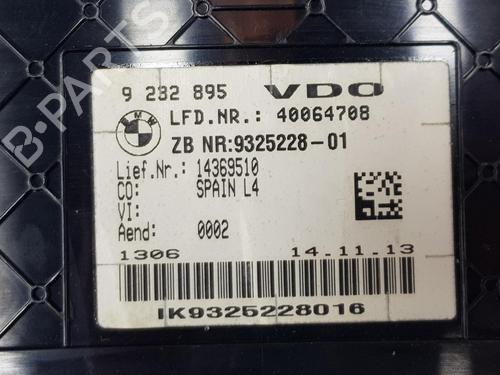 9 232 895 VDO
BMW
LFD.NR.: 40064708
ZB NR:9325228-01
Lief.Nr.: 14369510
CO: SPAIN L4
VI:
Aend: 0002
1306 14.11.13
IK9325228016
B-PARTS